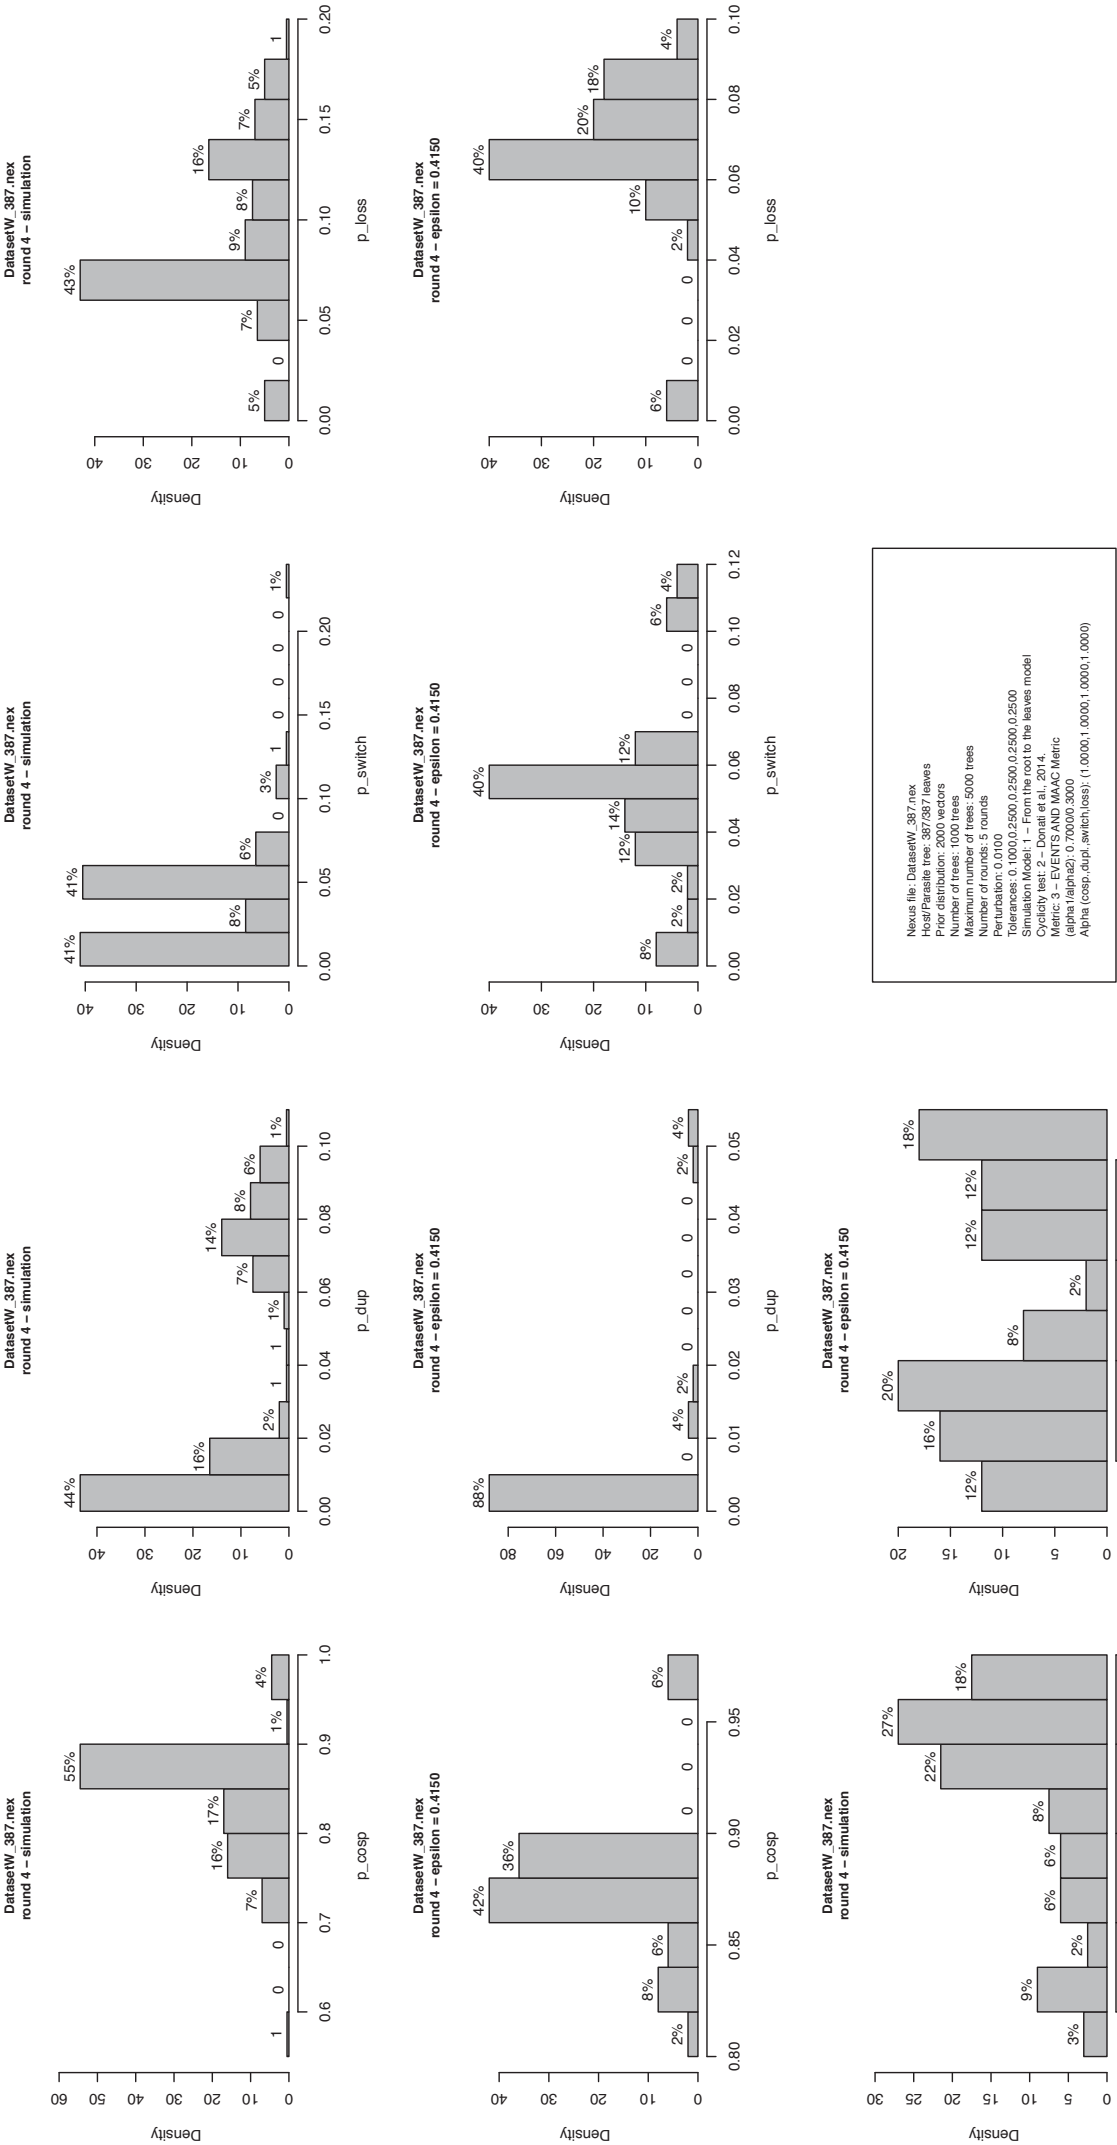 DatasetW_387.nex
round 4 – simulation
Density
0 10 20 30 40 50 60
1
0
0
7%
16%
17%
55%
1%
4%
0.6 0.7 0.8 0.9 1.0
p_cosp
DatasetW_387.nex
round 4 – simulation
Density
0 10 20 30 40
44%
16%
2%
1
1
1%
7%
14%
8%
6%
1%
0.00 0.02 0.04 0.06 0.08 0.10
p_dup
DatasetW_387.nex
round 4 – simulation
Density
0 10 20 30 40
41%
8%
41%
6%
0
3%
1
0
0
0
0
1%
0.00 0.05 0.10 0.15 0.20
p_switch
DatasetW_387.nex
round 4 – simulation
Density
0 10 20 30 40
5%
0
7%
43%
9%
8%
16%
7%
5%
1
0.00 0.05 0.10 0.15 0.20
p_loss
DatasetW_387.nex
round 4 – epsilon = 0.4150
Density
0 10 20 30 40
2%
8%
6%
42%
36%
0
0
0
6%
0.80 0.85 0.90 0.95
p_cosp
DatasetW_387.nex
round 4 – epsilon = 0.4150
Density
0 20 40 60 80
88%
0
4%
2%
0
0
0
0
0
2%
4%
0.00 0.01 0.02 0.03 0.04 0.05
p_dup
DatasetW_387.nex
round 4 – epsilon = 0.4150
Density
0 10 20 30 40
8%
2%
2%
12%
14%
40%
12%
0
0
0
6%
4%
0.00 0.02 0.04 0.06 0.08 0.10 0.12
p_switch
DatasetW_387.nex
round 4 – epsilon = 0.4150
Density
0 10 20 30 40
6%
0
0
0
2%
10%
40%
20%
18%
4%
0.00 0.02 0.04 0.06 0.08 0.10
p_loss
DatasetW_387.nex
round 4 – simulation
Density
0 5 10 15 20 25 30
3%
9%
2%
6%
6%
8%
22%
27%
18%
DatasetW_387.nex
round 4 – epsilon = 0.4150
Density
0 5 10 15 20
12%
16%
20%
8%
2%
12%
12%
18%
Nexus file: DatasetW_387.nex
Host/Parasite tree: 387/387 leaves
Prior distribution: 2000 vectors
Number of trees: 1000 trees
Maximum number of trees: 5000 trees
Number of rounds: 5 rounds
Perturbation: 0.0100
Tolerances: 0.1000,0.2500,0.2500,0.2500,0.2500
Simulation Model: 1 – From the root to the leaves model
Cyclicity test: 2 – Donati et al., 2014.
Metric: 3 – EVENTS AND MAAC Metric
(alpha1/alpha2): 0.7000/0.3000
Alpha (cosp.,dupl.,switch,loss): (1.0000,1.0000,1.0000,1.0000)